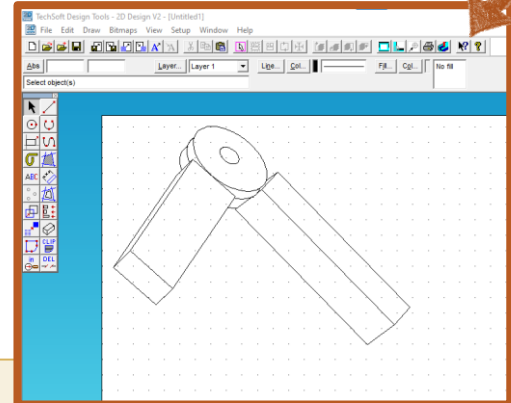 TechSoft Design Tools - 2D Design V2 - [Untitled1]
File Edit Draw Bitmaps View Setup Window Help
Abs Layer... Layer 1 Line... Col... Fill... Col... No fill
Select object(s)
ABC
CLIP
in DEL